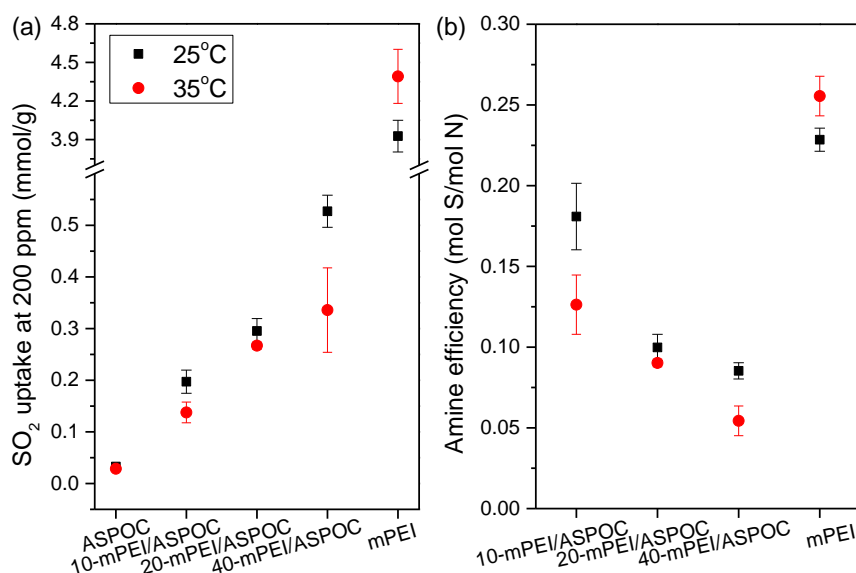 (a)
25°C
35°C
SO₂ uptake at 200 ppm (mmol/g)
4.8
4.5
4.2
3.9
0.5
0.4
0.3
0.2
0.1
0.0
ASPOC
10-mPEI/ASPOC
20-mPEI/ASPOC
40-mPEI/ASPOC
mPEI
(b)
Amine efficiency (mol S/mol N)
0.30
0.25
0.20
0.15
0.10
0.05
0.00
10-mPEI/ASPOC
20-mPEI/ASPOC
40-mPEI/ASPOC
mPEI